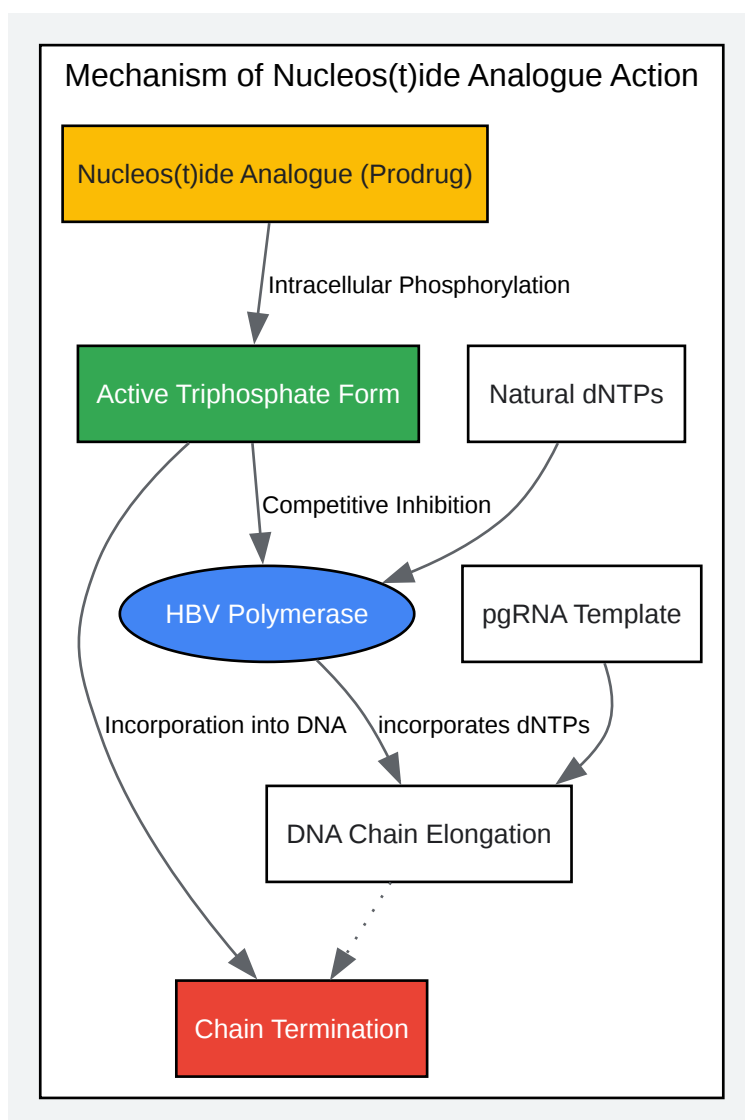 Mechanism of Nucleos(t)ide Analogue Action
Nucleos(t)ide Analogue (Prodrug)
Intracellular Phosphorylation
Active Triphosphate Form
Natural dNTPs
Competitive Inhibition
HBV Polymerase
pgRNA Template
Incorporation into DNA
incorporates dNTPs
DNA Chain Elongation
Chain Termination